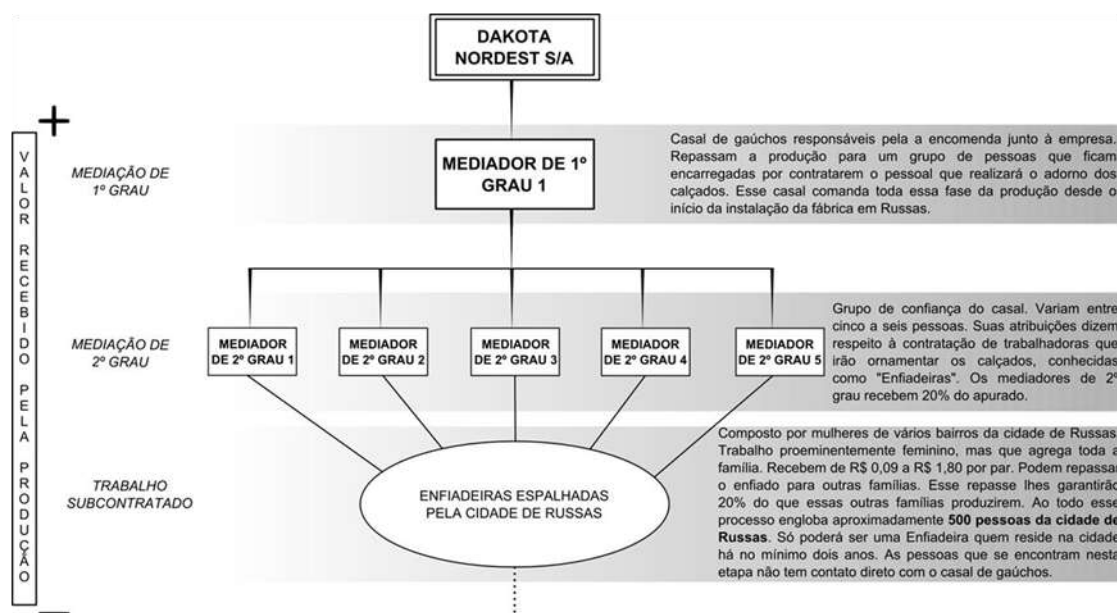 DAKOTA
NORDEST S/A
+
VALOR RECEBIDO PELA PRODUÇÃO
MEDIAÇÃO DE
1º GRAU
MEDIADOR DE 1º
GRAU 1
Casal de gaúchos responsáveis pela a encomenda junto à empresa.
Repassam a produção para um grupo de pessoas que ficam
encarregadas por contratarem o pessoal que realizará o adorno dos
calçados. Esse casal comanda toda essa fase da produção desde o
início da instalação da fábrica em Russas.
MEDIAÇÃO DE
2º GRAU
MEDIADOR
DE 2º GRAU 1
MEDIADOR
DE 2º GRAU 2
MEDIADOR
DE 2º GRAU 3
MEDIADOR
DE 2º GRAU 4
MEDIADOR
DE 2º GRAU 5
Grupo de confiança do casal. Variam entre
cinco a seis pessoas. Suas atribuições dizem
respeito à contratação de trabalhadoras que
irão ornamentar os calçados, conhecidas
como "Enfiadeiras". Os mediadores de 2º
grau recebem 20% do apurado.
TRABALHO
SUBCONTRATADO
ENFIADEIRAS ESPALHADAS
PELA CIDADE DE RUSSAS
Composto por mulheres de vários bairros da cidade de Russas.
Trabalho proeminentemente feminino, mas que agrega toda a
família. Recebem de R$ 0,09 a R$ 1,80 por par. Podem repassar
o enfiado para outras famílias. Esse repasse lhes garantirão
20% do que essas outras famílias produzirem. Ao todo esse
processo engloba aproximadamente 500 pessoas da cidade de
Russas. Só poderá ser uma Enfiadeira quem reside na cidade
há no mínimo dois anos. As pessoas que se encontram nesta
etapa não tem contato direto com o casal de gaúchos.